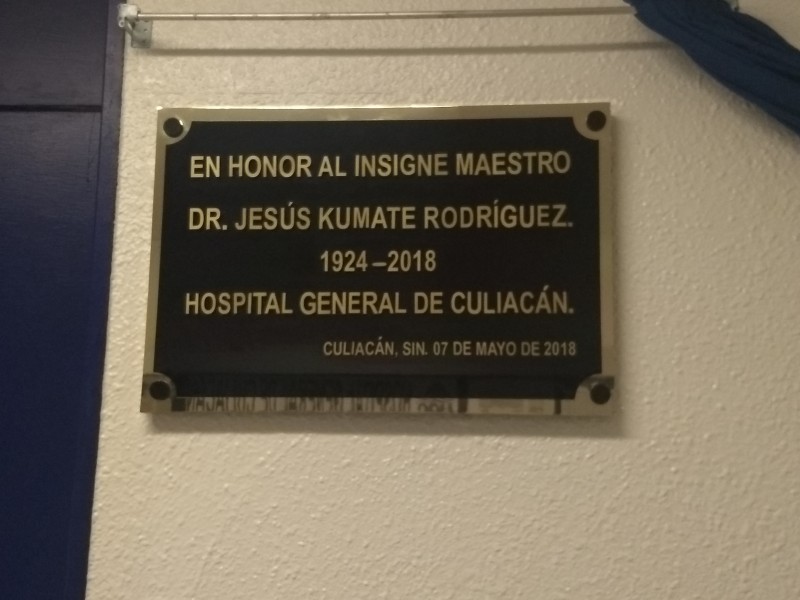 EN HONOR AL INSIGNE MAESTRO
DR. JESÚS KUMATE RODRÍGUEZ.
1924 – 2018
HOSPITAL GENERAL DE CULIACÁN.
CULIACÁN, SIN. 07 DE MAYO DE 2018